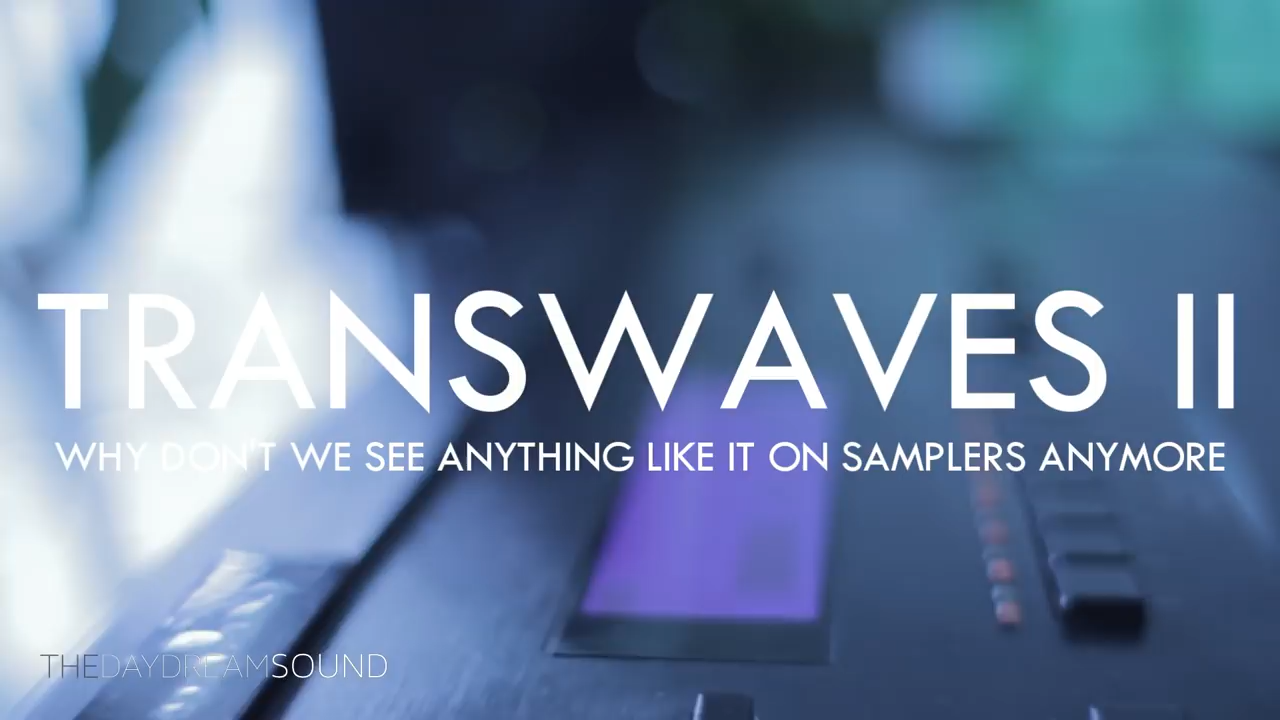 TRANSWAVES II
WHY DON'T WE SEE ANYTHING LIKE IT ON SAMPLERS ANYMORE
THEDAYDREAMSOUND